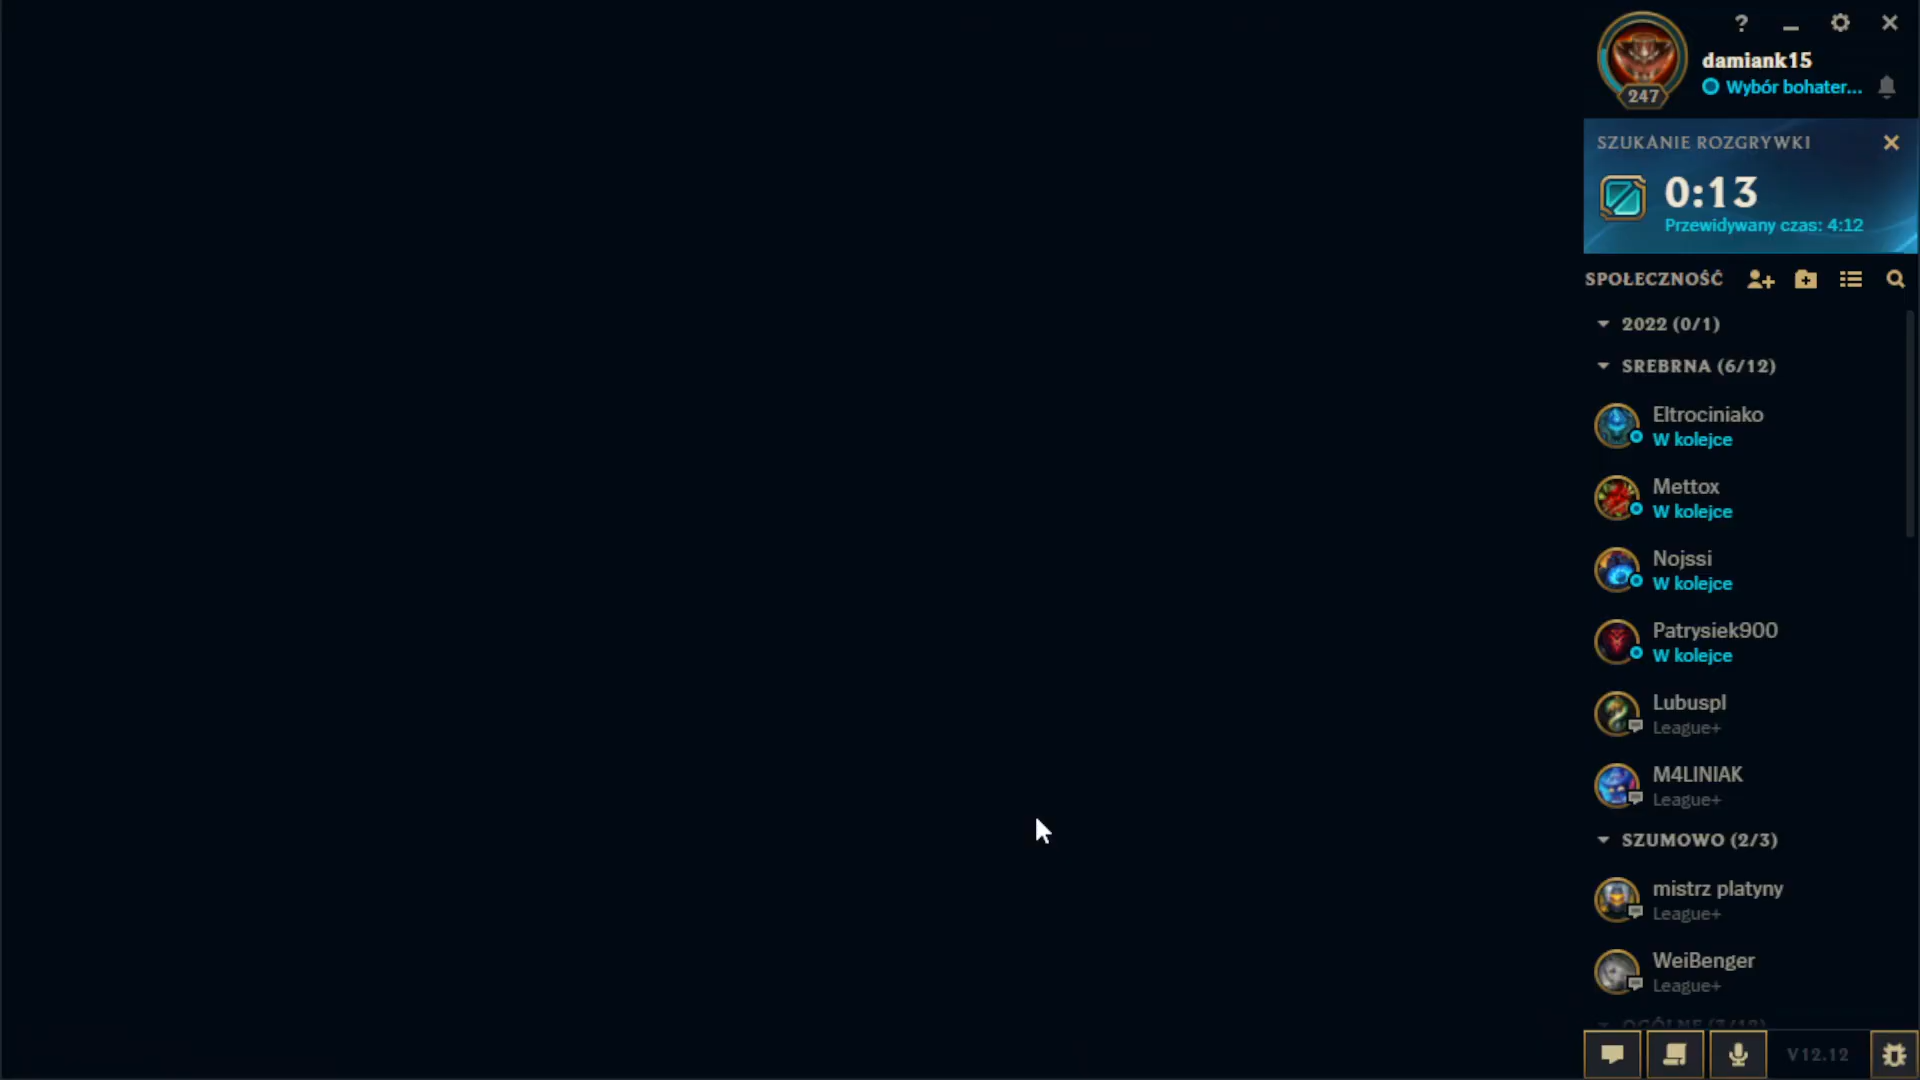 ?
damiank15
247
Wybór bohater...
SZUKANIE ROZGRYWKI
0:13
Przewidywany czas: 4:12
SPOŁECZNOŚĆ
2022 (0/1)
SREBRNA (6/12)
Eltrociniako
W kolejce
Mettox
W kolejce
Nojssi
W kolejce
Patrysiek900
W kolejce
Lubuspl
League+
M4LINIAK
League+
SZUMOWO (2/3)
mistrz platyny
League+
WeiBenger
League+
OGÓLNE
V12.12